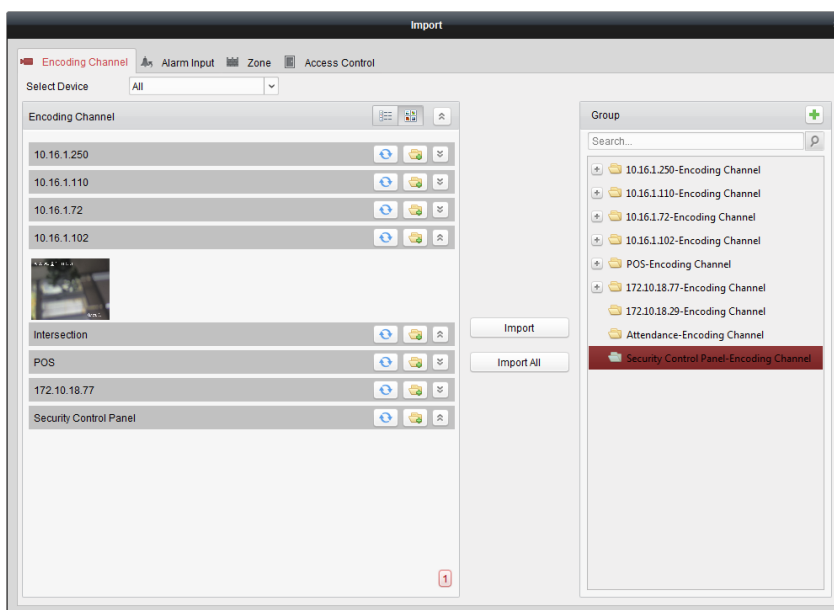 Import
Encoding Channel Alarm Input Zone Access Control
Select Device All
Encoding Channel
10.16.1.250
10.16.1.110
10.16.1.72
10.16.1.102
Intersection
POS
172.10.18.77
Security Control Panel
1
Import
Import All
Group
Search...
10.16.1.250-Encoding Channel
10.16.1.110-Encoding Channel
10.16.1.72-Encoding Channel
10.16.1.102-Encoding Channel
POS-Encoding Channel
172.10.18.77-Encoding Channel
172.10.18.29-Encoding Channel
Attendance-Encoding Channel
Security Control Panel-Encoding Channel